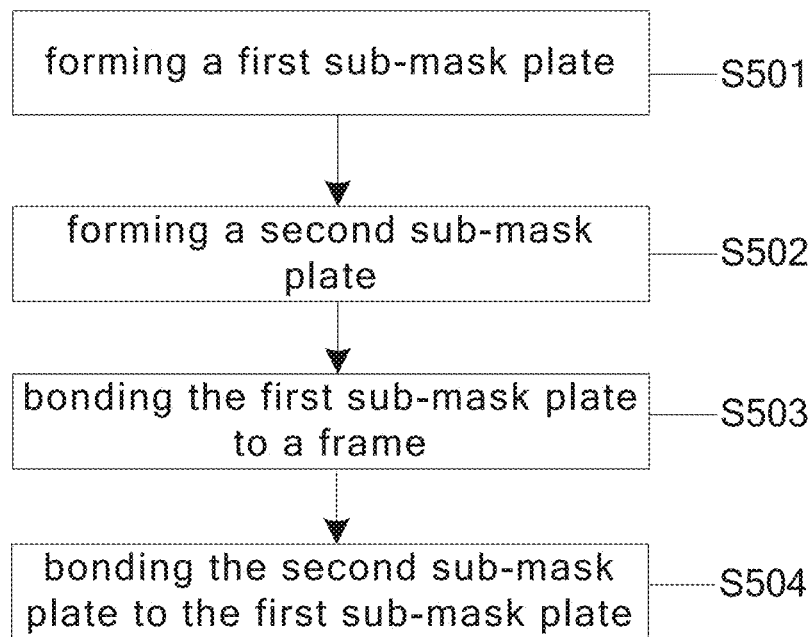 forming a first sub-mask plate
S501
forming a second sub-mask
plate
S502
bonding the first sub-mask plate
to a frame
S503
bonding the second sub-mask
plate to the first sub-mask plate
S504